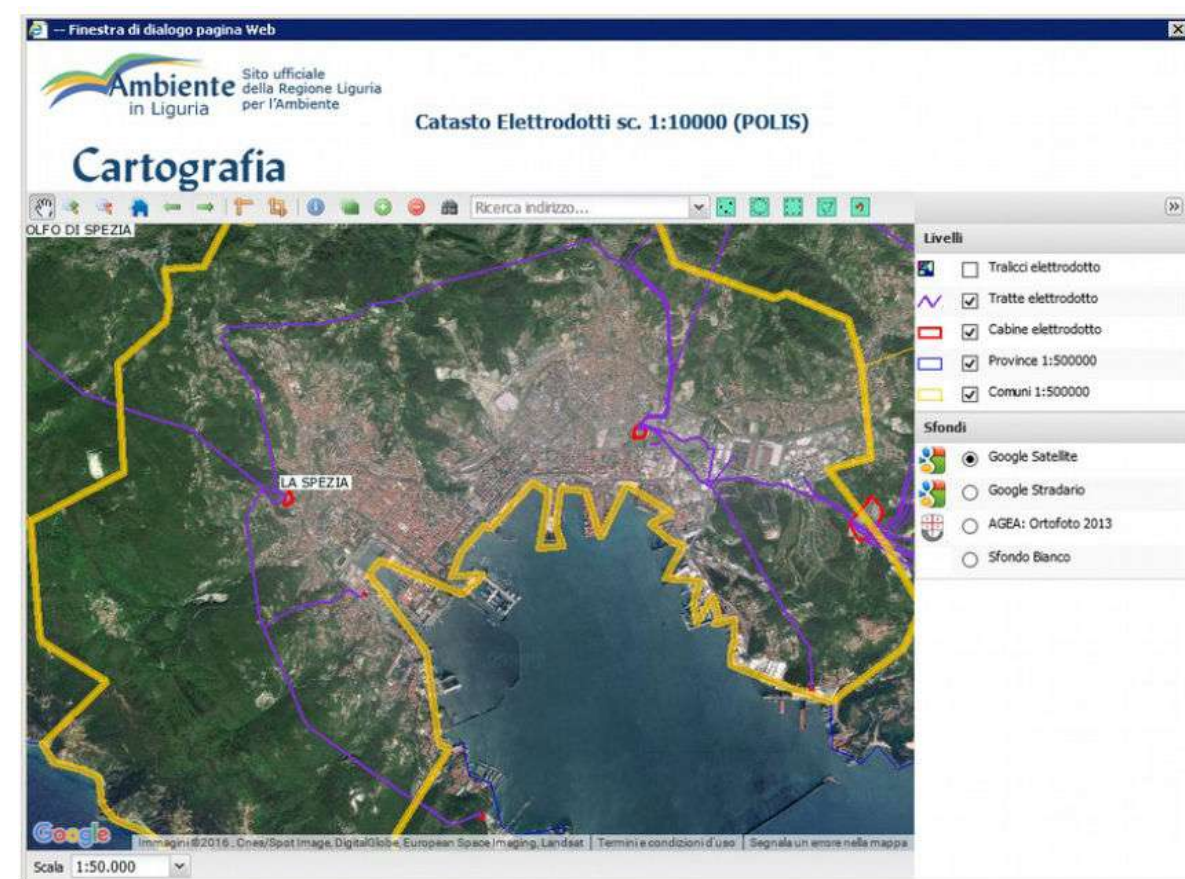 -- Finestra di dialogo pagina Web
Ambiente
in Liguria
Sito ufficiale
della Regione Liguria
per l'Ambiente
Catasto Elettrodotti sc. 1:10000 (POLIS)
Cartografia
Ricerca indirizzo...
OLFO DI SPEZIA
LA SPEZIA
Livelli
Tralicci elettrodotto
Tratte elettrodotto
Cabine elettrodotto
Province 1:500000
Comuni 1:500000
Sfondi
Google Satellite
Google Stradario
AGEA: Ortofoto 2013
Sfondo Bianco
Google
Immagini ©2016 , Cnes/Spot Image, DigitalGlobe, European Space Imaging, Landsat
Termini e condizioni d'uso
Segnala un errore nella mappa
Scala 1:50.000